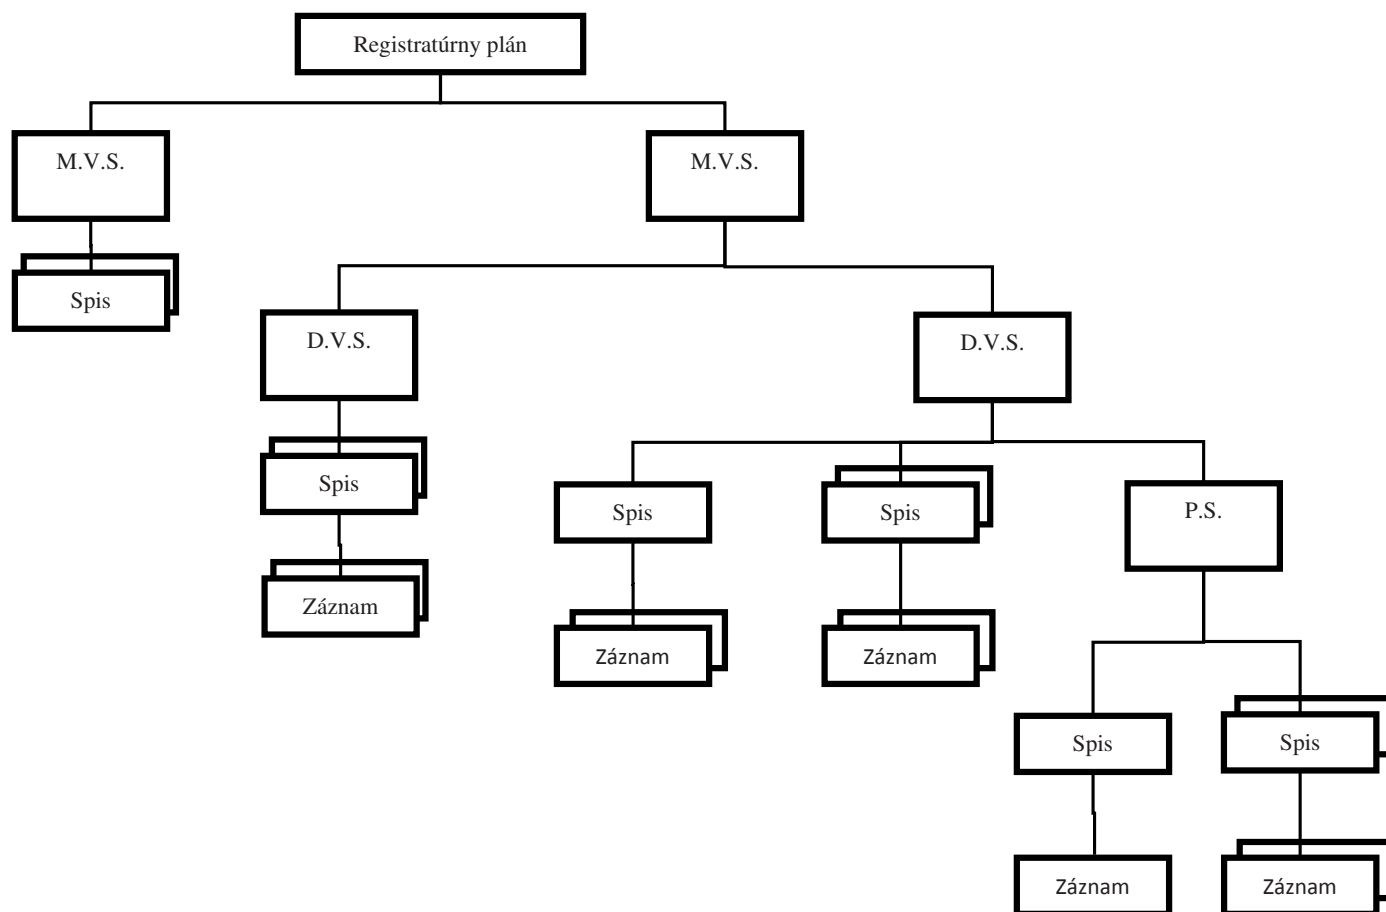 Registratúrny plán
M.V.S.
M.V.S.
Spis
D.V.S.
D.V.S.
Spis
Spis
Spis
P.S.
Záznam
Záznam
Záznam
Spis
Spis
Záznam
Záznam